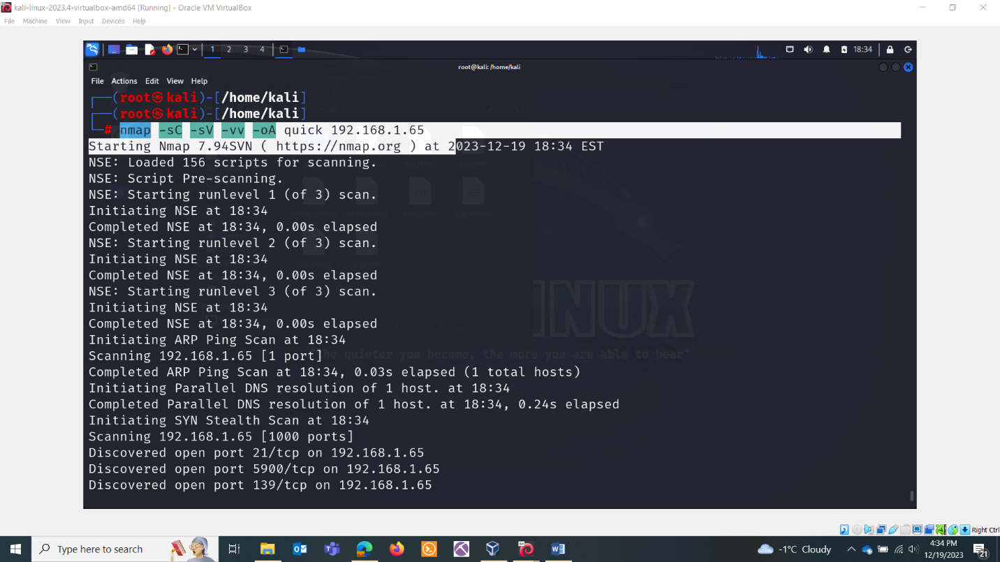 kali-linux-2023.4-virtualbox-amd64 [Running] - Oracle VM VirtualBox
File Machine View Input Devices Help
1 2 3 4 18:34
root@kali: /home/kali
File Actions Edit View Help
┌──(root㉿kali)-[/home/kali]
┌──(root㉿kali)-[/home/kali]
└─# nmap -sC -sV -vv -oA quick 192.168.1.65
Starting Nmap 7.94SVN ( https://nmap.org ) at 2023-12-19 18:34 EST
NSE: Loaded 156 scripts for scanning.
NSE: Script Pre-scanning.
NSE: Starting runlevel 1 (of 3) scan.
Initiating NSE at 18:34
Completed NSE at 18:34, 0.00s elapsed
NSE: Starting runlevel 2 (of 3) scan.
Initiating NSE at 18:34
Completed NSE at 18:34, 0.00s elapsed
NSE: Starting runlevel 3 (of 3) scan.
Initiating NSE at 18:34
Completed NSE at 18:34, 0.00s elapsed
Initiating ARP Ping Scan at 18:34
Scanning 192.168.1.65 [1 port]
Completed ARP Ping Scan at 18:34, 0.03s elapsed (1 total hosts)
Initiating Parallel DNS resolution of 1 host. at 18:34
Completed Parallel DNS resolution of 1 host. at 18:34, 0.24s elapsed
Initiating SYN Stealth Scan at 18:34
Scanning 192.168.1.65 [1000 ports]
Discovered open port 21/tcp on 192.168.1.65
Discovered open port 5900/tcp on 192.168.1.65
Discovered open port 139/tcp on 192.168.1.65
INUX
quieter you become, the more you are able to hear"
Right Ctrl
Type here to search
-1°C Cloudy
4:34 PM
12/19/2023
21